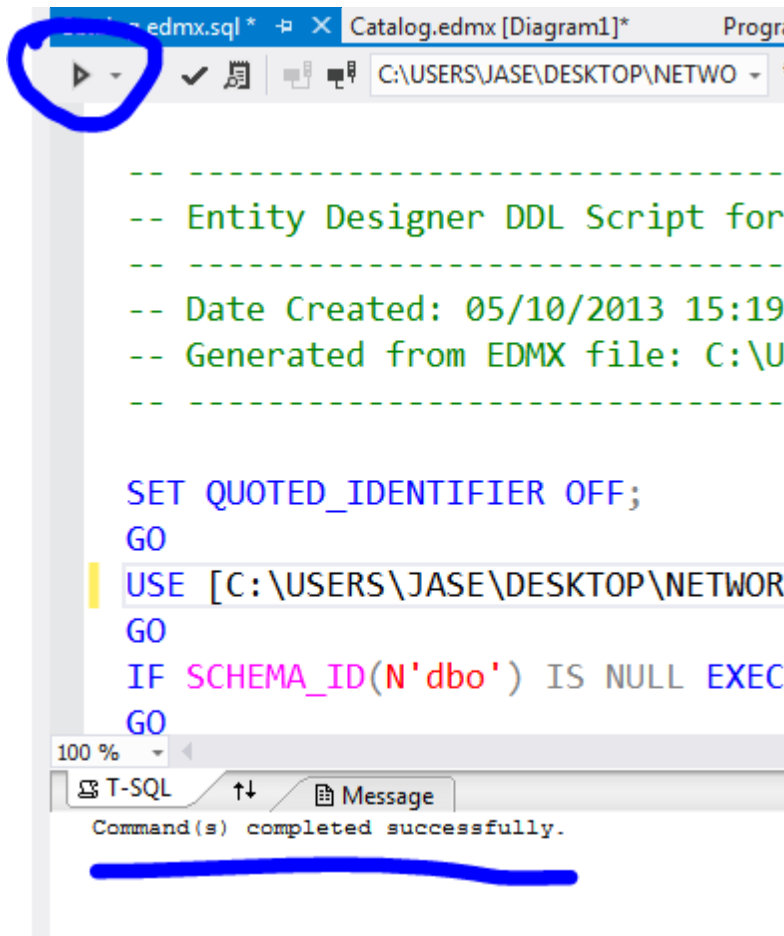 edmx.sql* Catalog.edmx [Diagram1]*
C:\USERS\JASE\DESKTOP\NETWO
-- ------------------------------
-- Entity Designer DDL Script for
-- ------------------------------
-- Date Created: 05/10/2013 15:19
-- Generated from EDMX file: C:\U
-- ------------------------------
SET QUOTED_IDENTIFIER OFF;
GO
USE [C:\USERS\JASE\DESKTOP\NETWOR
GO
IF SCHEMA_ID(N'dbo') IS NULL EXEC
GO
100 %
T-SQL Message
Command(s) completed successfully.